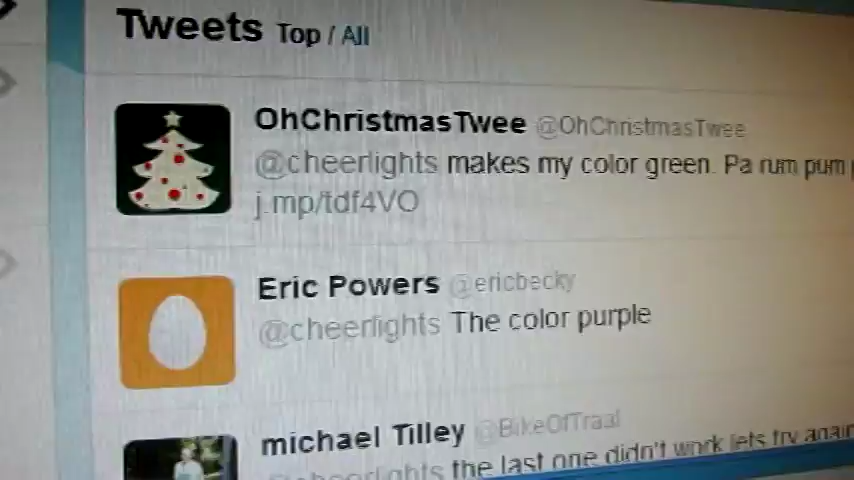 Tweets Top / All
OhChristmasTwee @OhChristmasTwee
@cheerlights makes my color green. Pa rum pum
j.mp/tdf4VO
Eric Powers @ericbecky
@cheerlights The color purple
michael Tilley @BikeOfTraal
@cheerlights the last one didn't work lets try again